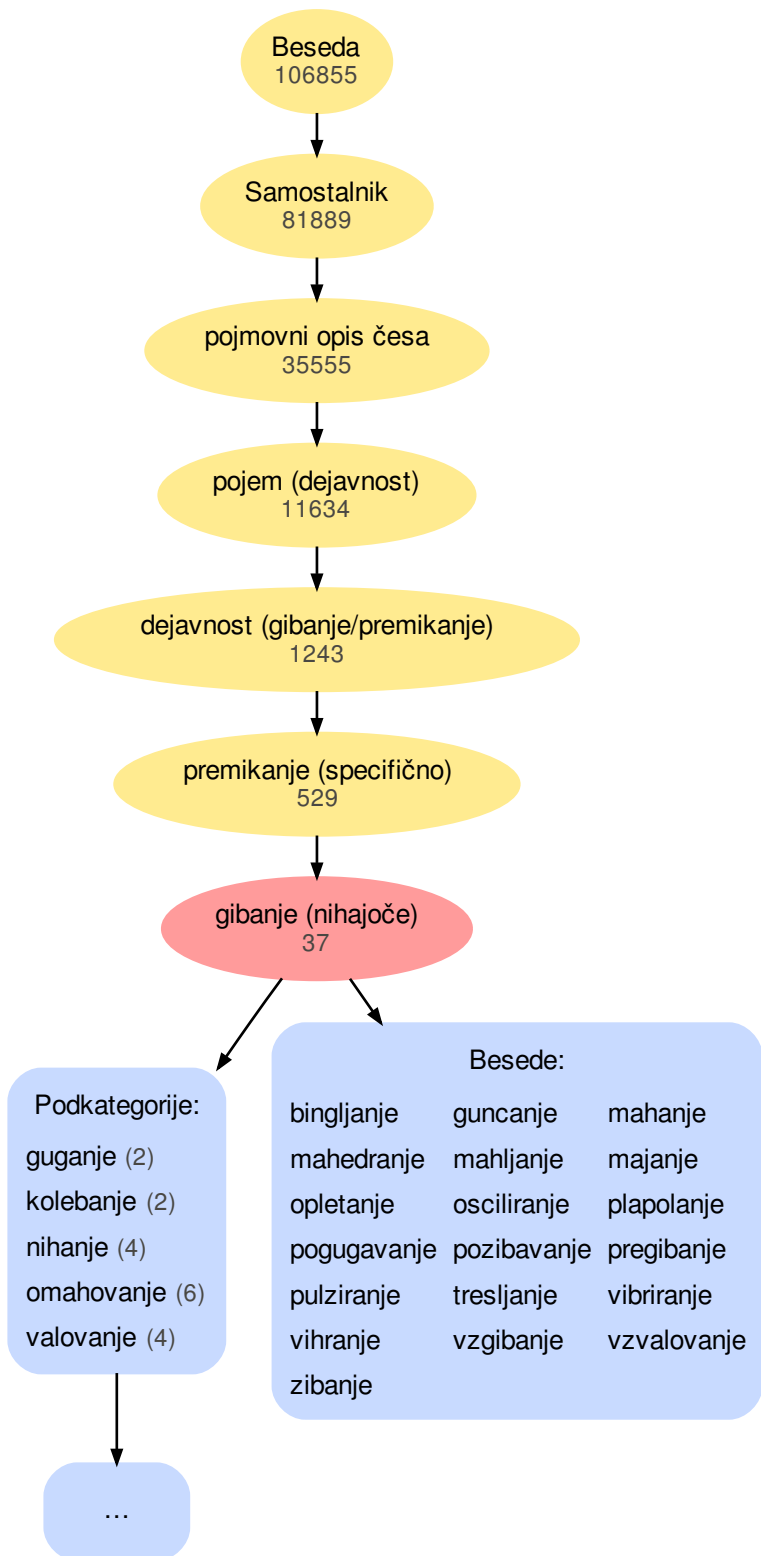 Beseda
106855
Samostalnik
81889
pojmovni opis česa
35555
pojem (dejavnost)
11634
dejavnost (gibanje/premikanje)
1243
premikanje (specifično)
529
gibanje (nihajoče)
37
Podkategorije:
guganje (2)
kolebanje (2)
nihanje (4)
omahovanje (6)
valovanje (4)
...
Besede:
bingljanje guncanje mahanje
mahedranje mahljanje majanje
opletanje osciliranje plapolanje
pogugavanje pozibavanje pregibanje
pulziranje tresljanje vibriranje
vihranje vzgibanje vzvalovanje
zibanje